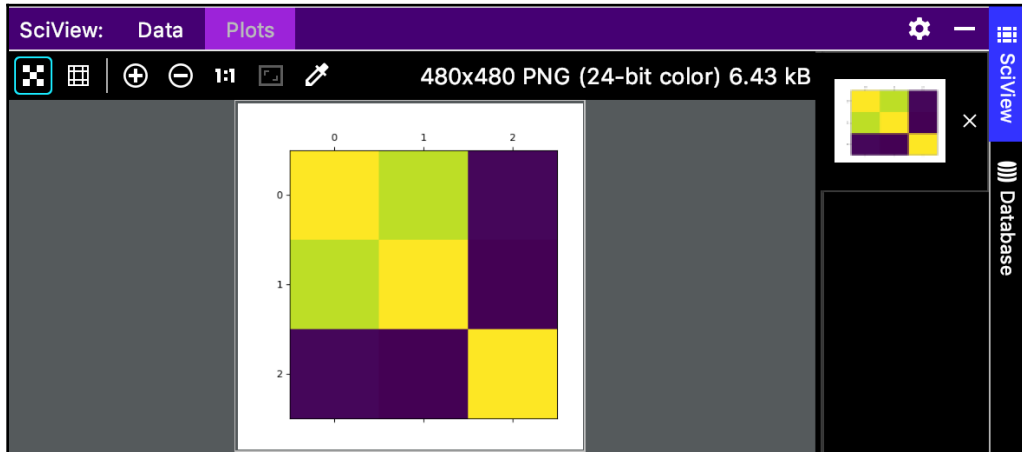 SciView: Data Plots
1:1 480x480 PNG (24-bit color) 6.43 kB
0 1 2
0
1
2
SciView
Database